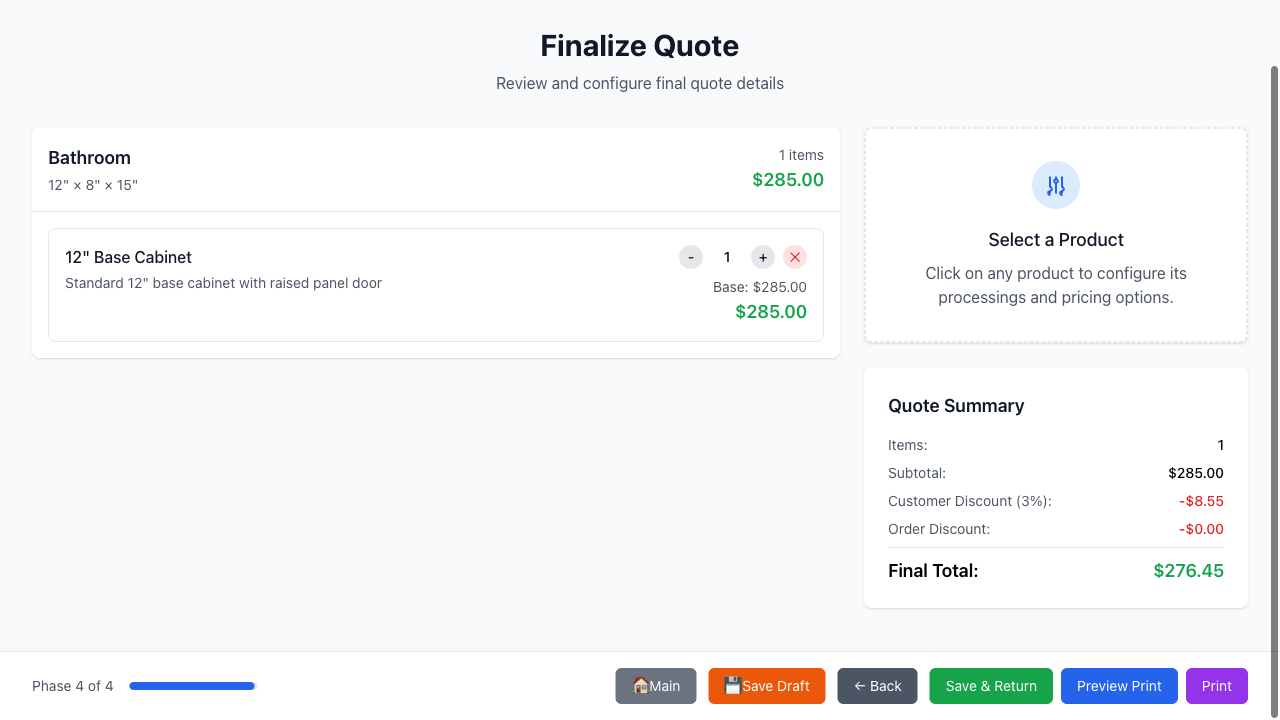 Finalize Quote
Review and configure final quote details
Bathroom
12" × 8" × 15"
1 items
$285.00
12" Base Cabinet
Standard 12" base cabinet with raised panel door
- 1 +
Base: $285.00
$285.00
Select a Product
Click on any product to configure its
processings and pricing options.
Quote Summary
Items: 1
Subtotal: $285.00
Customer Discount (3%): -$8.55
Order Discount: -$0.00
Final Total: $276.45
Phase 4 of 4
🏠Main
💾Save Draft
← Back
Save & Return
Preview Print
Print